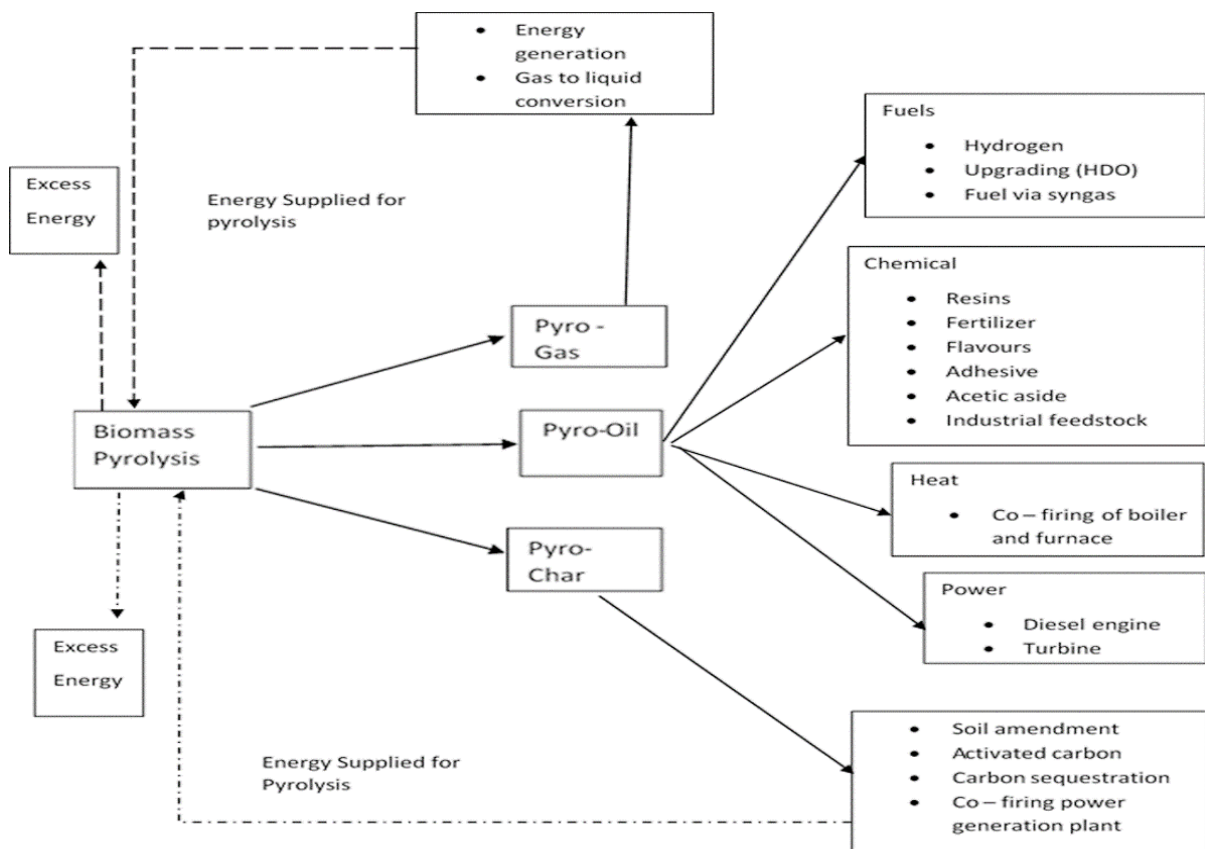 Energy
generation
Gas to liquid
conversion
Fuels
Hydrogen
Upgrading (HDO)
Fuel via syngas
Excess
Energy
Energy Supplied for
pyrolysis
Chemical
Resins
Fertilizer
Flavours
Adhesive
Acetic aside
Industrial feedstock
Pyro -
Gas
Biomass
Pyrolysis
Pyro-Oil
Heat
Co – firing of boiler
and furnace
Pyro-
Char
Power
Diesel engine
Turbine
Excess
Energy
Energy Supplied for
Pyrolysis
Soil amendment
Activated carbon
Carbon sequestration
Co – firing power
generation plant